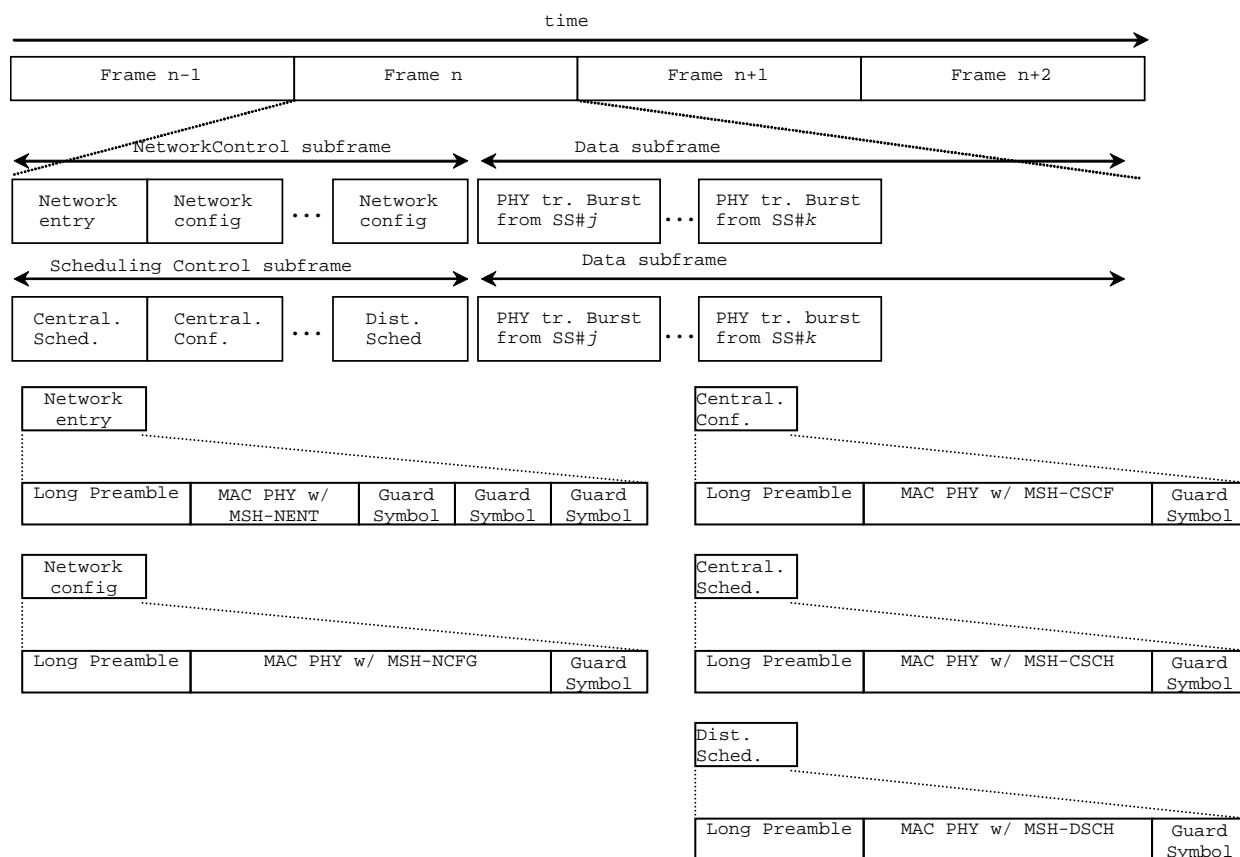 time
Frame n-1
Frame n
Frame n+1
Frame n+2
NetworkControl subframe
Data subframe
Network
entry
Network
config
...
Network
config
PHY tr. Burst
from SS#j
...
PHY tr. Burst
from SS#k
Scheduling Control subframe
Data subframe
Central.
Sched.
Central.
Conf.
...
Dist.
Sched
PHY tr. Burst
from SS#j
...
PHY tr. burst
from SS#k
Network
entry
Long Preamble
MAC PHY w/
MSH-NENT
Guard
Symbol
Guard
Symbol
Guard
Symbol
Central.
Conf.
Long Preamble
MAC PHY w/ MSH-CSCF
Guard
Symbol
Network
config
Long Preamble
MAC PHY w/ MSH-NCFG
Guard
Symbol
Central.
Sched.
Long Preamble
MAC PHY w/ MSH-CSCH
Guard
Symbol
Dist.
Sched.
Long Preamble
MAC PHY w/ MSH-DSCH
Guard
Symbol